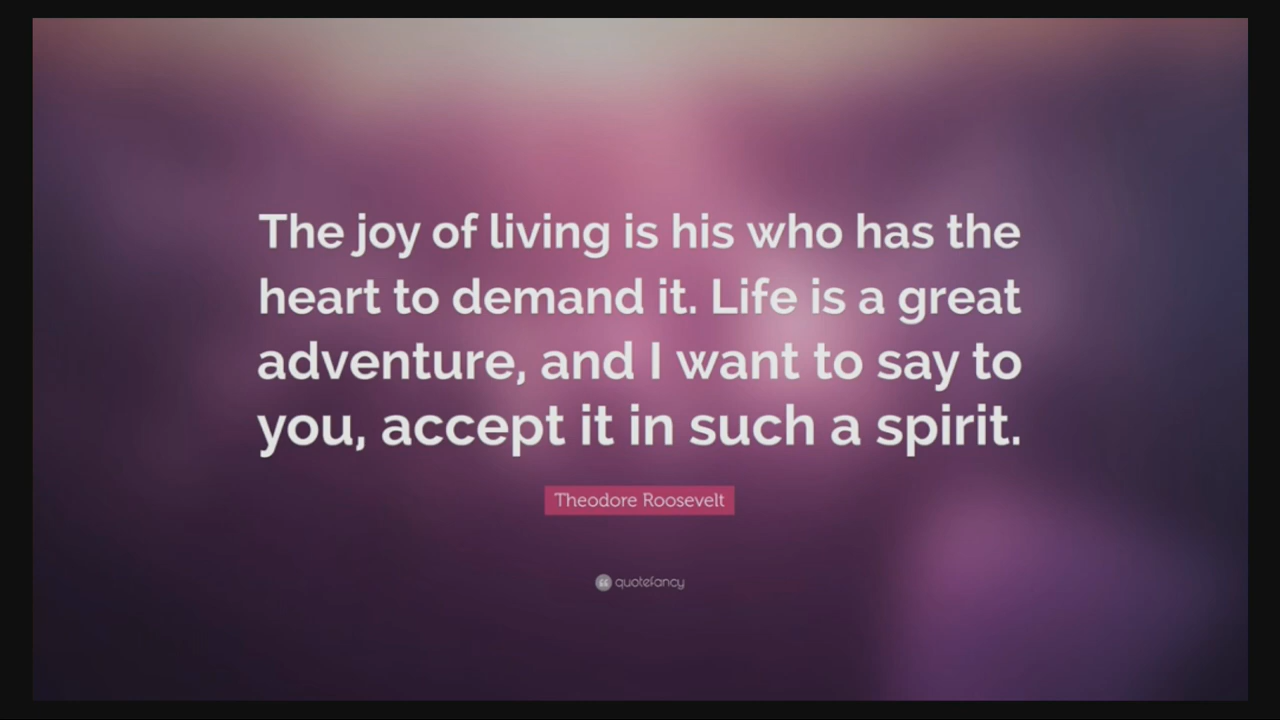 The joy of living is his who has the
heart to demand it. Life is a great
adventure, and I want to say to
you, accept it in such a spirit.
Theodore Roosevelt
quotefancy